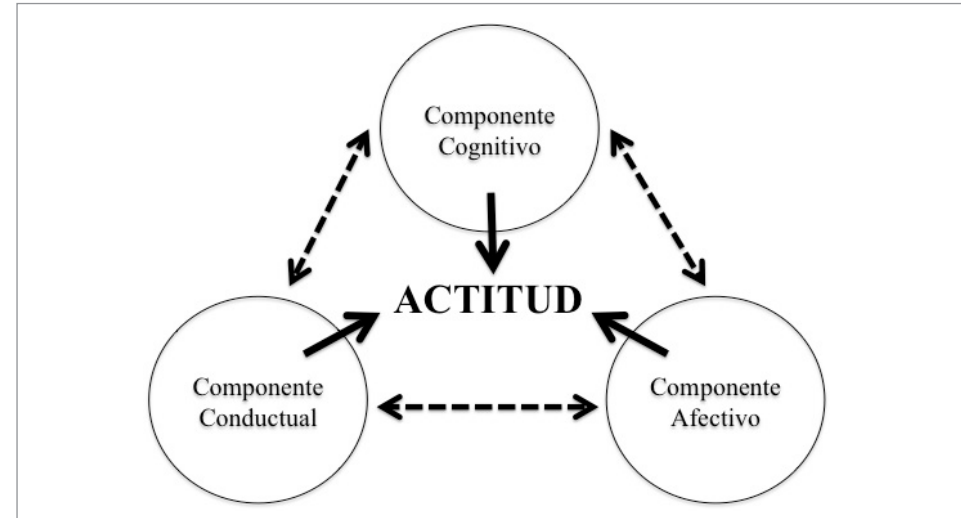 Componente
Cognitivo
ACTITUD
Componente
Conductual
Componente
Afectivo